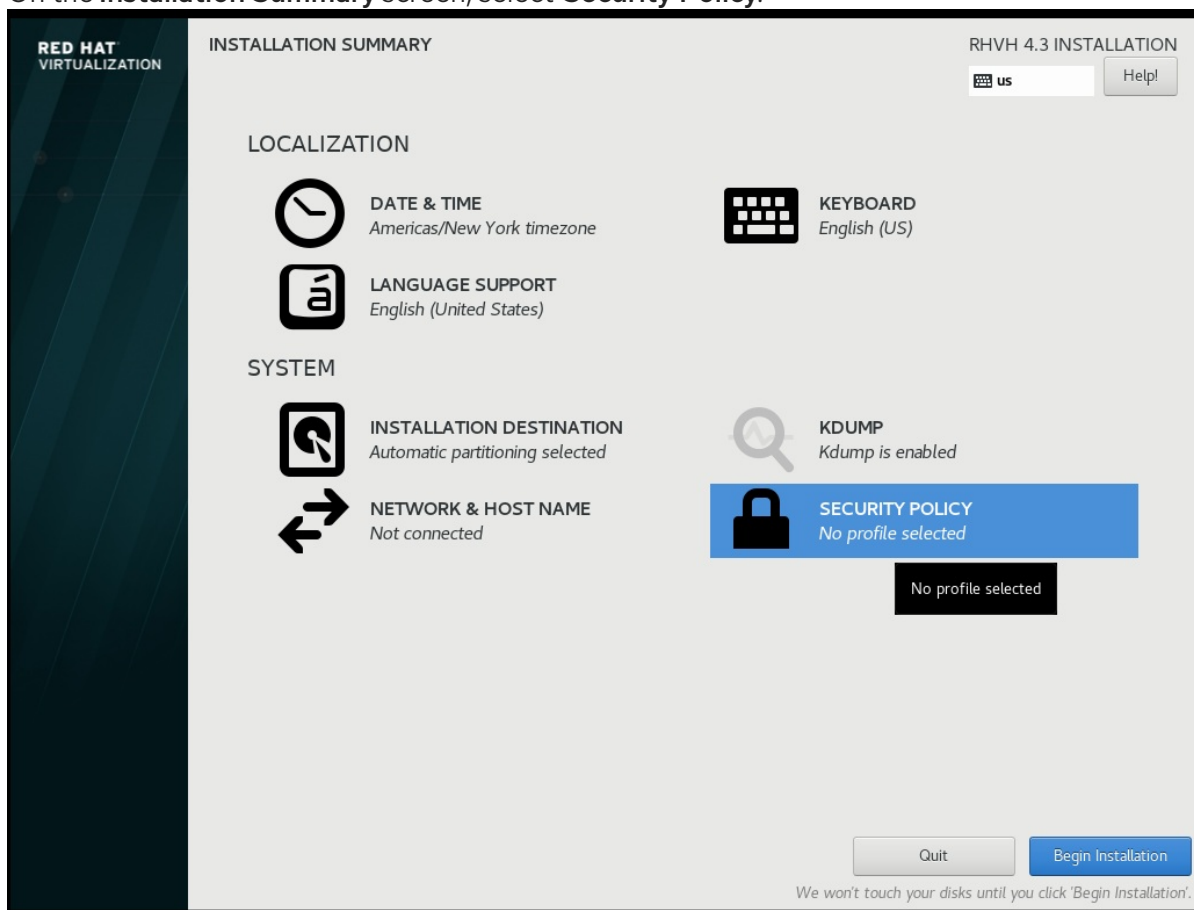 On the Installation Summary screen, select Security Policy.
RED HAT
VIRTUALIZATION
INSTALLATION SUMMARY
RHVH 4.3 INSTALLATION
us
Help!
LOCALIZATION
DATE & TIME
Americas/New York timezone
KEYBOARD
English (US)
á
LANGUAGE SUPPORT
English (United States)
SYSTEM
INSTALLATION DESTINATION
Automatic partitioning selected
KDUMP
Kdump is enabled
NETWORK & HOST NAME
Not connected
SECURITY POLICY
No profile selected
No profile selected
Quit
Begin Installation
We won't touch your disks until you click 'Begin Installation'.